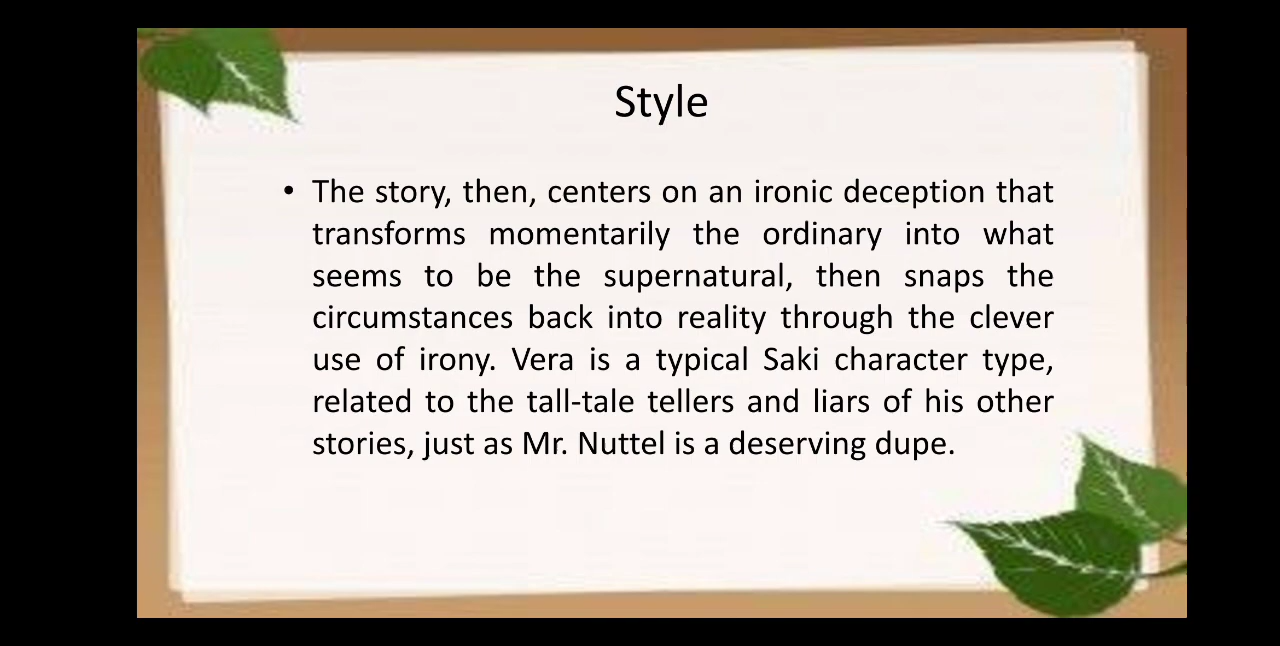 Style
• The story, then, centers on an ironic deception that
transforms momentarily the ordinary into what
seems to be the supernatural, then snaps the
circumstances back into reality through the clever
use of irony. Vera is a typical Saki character type,
related to the tall-tale tellers and liars of his other
stories, just as Mr. Nuttel is a deserving dupe.